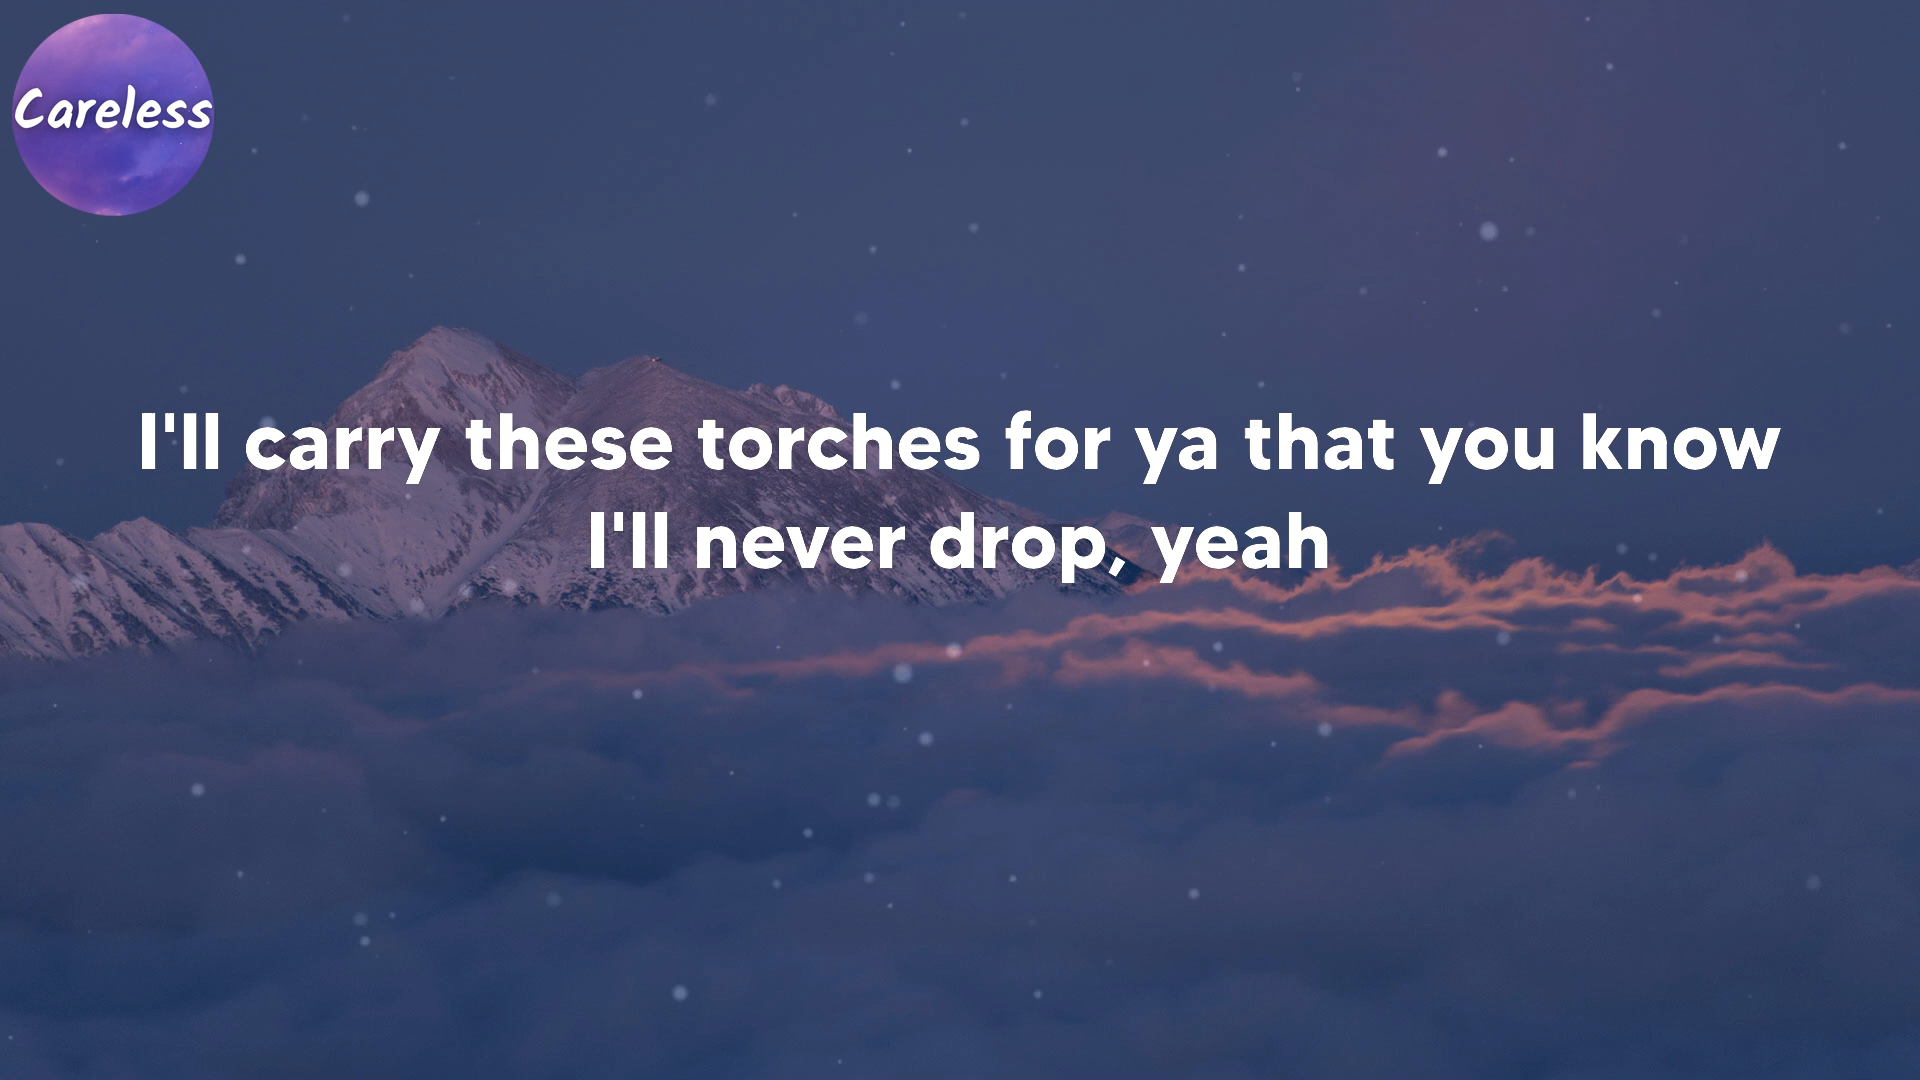 Careless
I'll carry these torches for ya that you know
I'll never drop, yeah